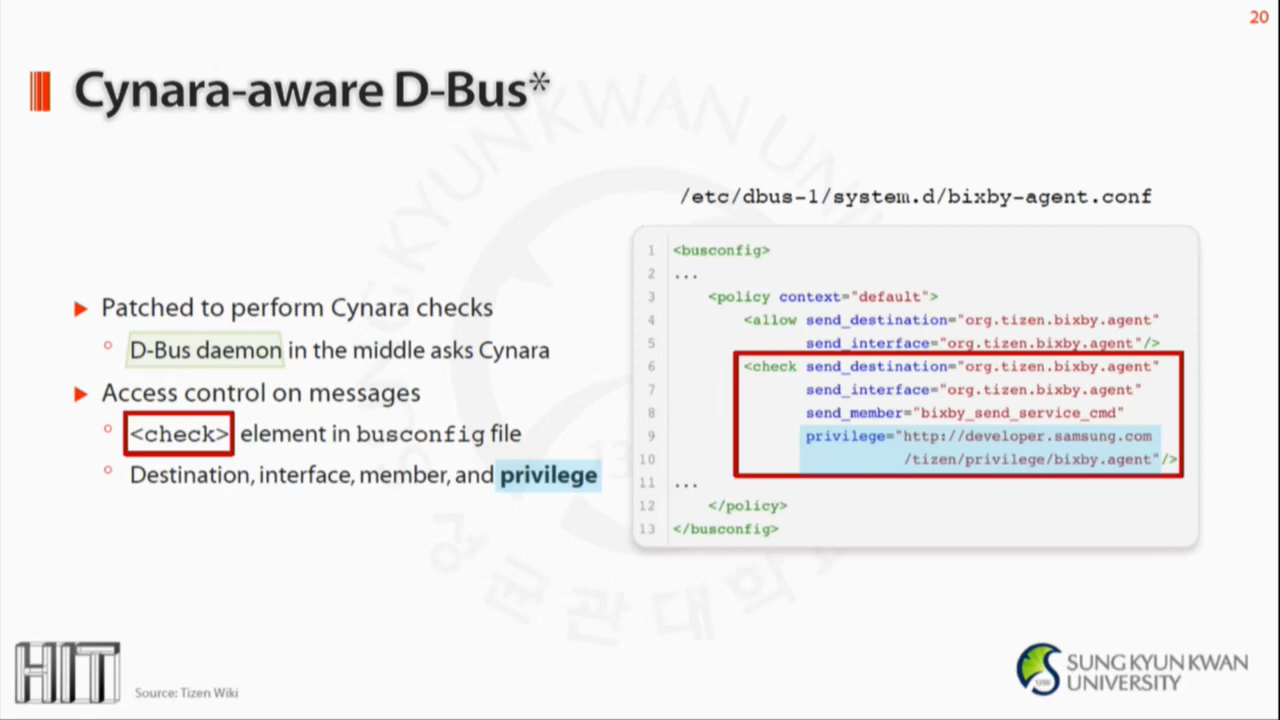 20
Cynara-aware D-Bus*
/etc/dbus-1/system.d/bixby-agent.conf
▶ Patched to perform Cynara checks
° D-Bus daemon in the middle asks Cynara
▶ Access control on messages
° <check> element in busconfig file
° Destination, interface, member, and privilege
1 <busconfig>
2 ...
3 <policy context="default">
4 <allow send_destination="org.tizen.bixby.agent"
5 send_interface="org.tizen.bixby.agent"/>
6 <check send_destination="org.tizen.bixby.agent"
7 send_interface="org.tizen.bixby.agent"
8 send_member="bixby_send_service_cmd"
9 privilege="http://developer.samsung.com
10 /tizen/privilege/bixby.agent"/>
11 ...
12 </policy>
13 </busconfig>
HIT
Source: Tizen Wiki
SUNG KYUN KWAN
UNIVERSITY